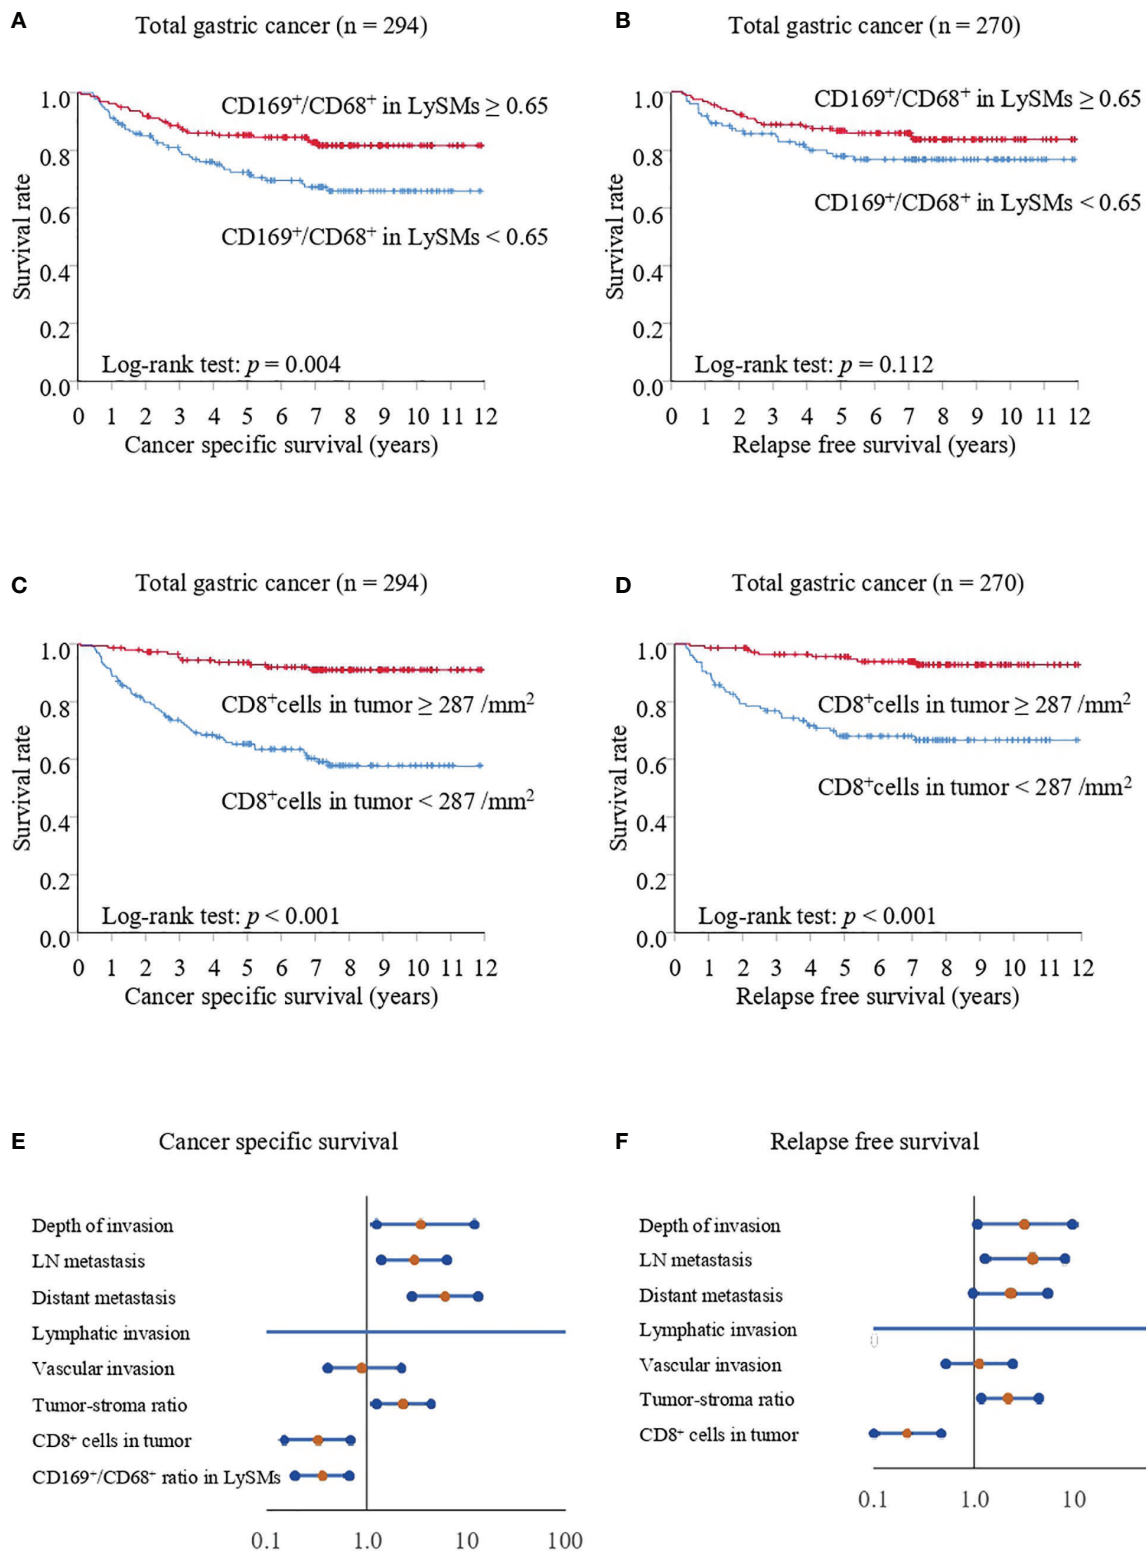 A
Total gastric cancer (n = 294)
1.0
0.8
0.6
0.4
0.2
0.0
Survival rate
CD169⁺/CD68⁺ in LySMs ≥ 0.65
CD169⁺/CD68⁺ in LySMs < 0.65
Log-rank test: p = 0.004
0 1 2 3 4 5 6 7 8 9 10 11 12
Cancer specific survival (years)
B
Total gastric cancer (n = 270)
1.0
0.8
0.6
0.4
0.2
0.0
Survival rate
CD169⁺/CD68⁺ in LySMs ≥ 0.65
CD169⁺/CD68⁺ in LySMs < 0.65
Log-rank test: p = 0.112
0 1 2 3 4 5 6 7 8 9 10 11 12
Relapse free survival (years)
C
Total gastric cancer (n = 294)
1.0
0.8
0.6
0.4
0.2
0.0
Survival rate
CD8⁺cells in tumor ≥ 287 /mm²
CD8⁺cells in tumor < 287 /mm²
Log-rank test: p < 0.001
0 1 2 3 4 5 6 7 8 9 10 11 12
Cancer specific survival (years)
D
Total gastric cancer (n = 270)
1.0
0.8
0.6
0.4
0.2
0.0
Survival rate
CD8⁺cells in tumor ≥ 287 /mm²
CD8⁺cells in tumor < 287 /mm²
Log-rank test: p < 0.001
0 1 2 3 4 5 6 7 8 9 10 11 12
Relapse free survival (years)
E
Cancer specific survival
Depth of invasion
LN metastasis
Distant metastasis
Lymphatic invasion
Vascular invasion
Tumor-stroma ratio
CD8⁺ cells in tumor
CD169⁺/CD68⁺ ratio in LySMs
0.1 1.0 10 100
F
Relapse free survival
Depth of invasion
LN metastasis
Distant metastasis
Lymphatic invasion
Vascular invasion
Tumor-stroma ratio
CD8⁺ cells in tumor
0.1 1.0 10